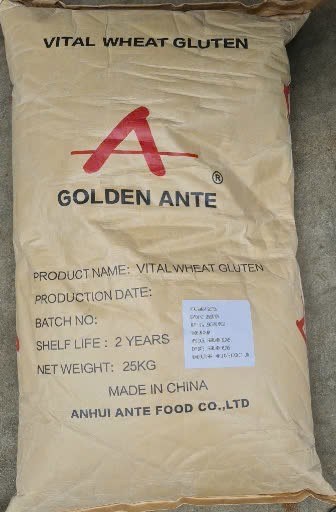 VITAL WHEAT GLUTEN
A
®
GOLDEN ANTE
PRODUCT NAME: VITAL WHEAT GLUTEN
PRODUCTION DATE:
BATCH NO:
SHELF LIFE : 2 YEARS
NET WEIGHT: 25KG
MADE IN CHINA
ANHUI ANTE FOOD CO.,LTD